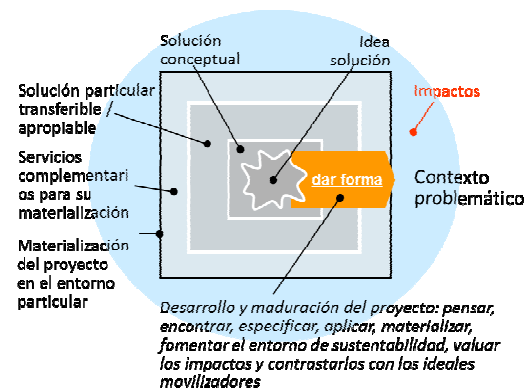 Solución
conceptual
Idea
solución
Solución particular
transferible /
apropiable
Impactos
Servicios
complementari
os para su
materialización
dar forma
Contexto
problemático
Materialización
del proyecto
en el entorno
particular
Desarrollo y maduración del proyecto: pensar,
encontrar, especificar, aplicar, materializar,
fomentar el entorno de sustentabilidad, valuar
los impactos y contrastarlos con los ideales
movilizadores